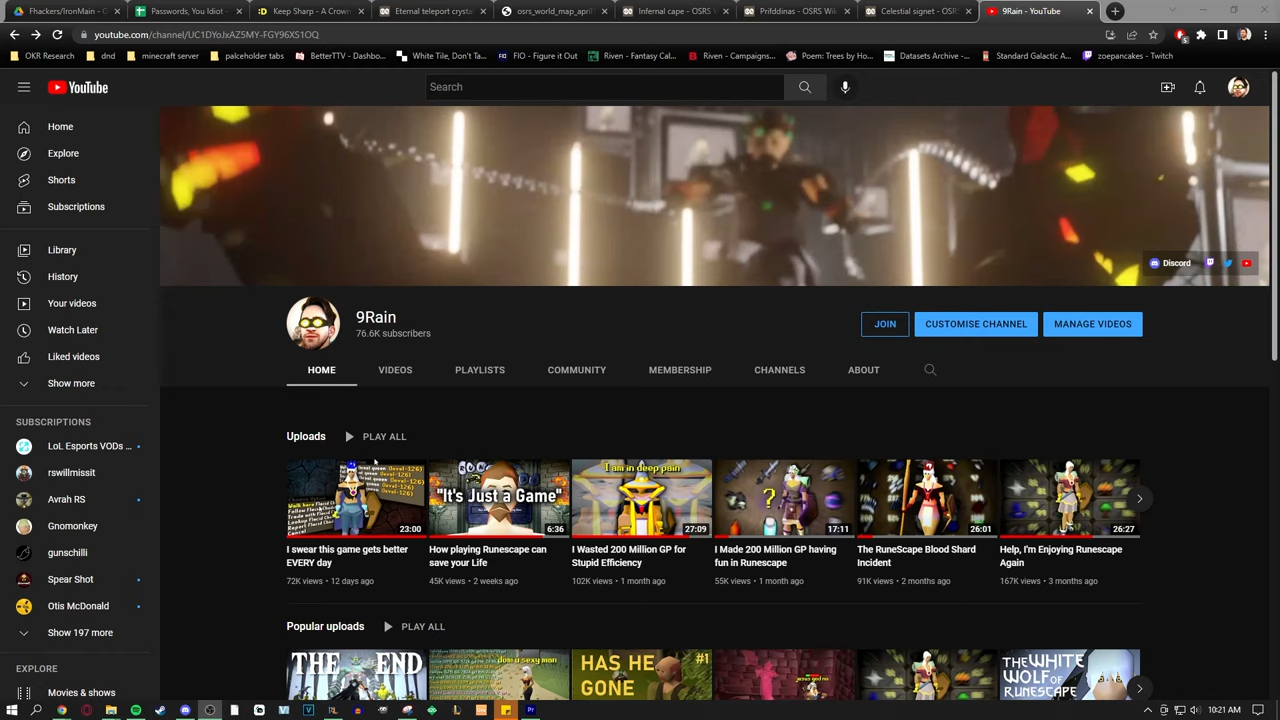 Fhackers/IronMain - G
Passwords, You Idiot -
Keep Sharp - A Crown
Eternal teleport crysta
osrs_world_map_april
Infernal cape - OSRS W
Prifddinas - OSRS Wik
Celestial signet - OSR
9Rain - YouTube
5
youtube.com/channel/UC1DYoJxAZ5MY-FGY96XS1OQ
OKR Research
dnd
minecraft server
palceholder tabs
BetterTTV - Dashbo...
White Tile, Don't Ta...
FIO - Figure it Out
Riven - Fantasy Calc...
Riven - Campaigns...
Poem: Trees by Ho...
Datasets Archive -...
Standard Galactic A...
zoepancakes - Twitch
YouTube
Search
Home
Explore
Shorts
Subscriptions
Library
History
Your videos
Watch Later
Liked videos
Show more
SUBSCRIPTIONS
LoL Esports VODs ...
rswillmissit
Avrah RS
Gnomonkey
gunschilli
Spear Shot
Otis McDonald
Show 197 more
EXPLORE
Movies & shows
Discord
9Rain
76.6K subscribers
JOIN
CUSTOMISE CHANNEL
MANAGE VIDEOS
HOME
VIDEOS
PLAYLISTS
COMMUNITY
MEMBERSHIP
CHANNELS
ABOUT
Uploads
PLAY ALL
23:00
I swear this game gets better
EVERY day
72K views • 12 days ago
"It's Just a Game"
6:36
How playing Runescape can
save your Life
45K views • 2 weeks ago
I am in deep pain
27:09
I Wasted 200 Million GP for
Stupid Efficiency
102K views • 1 month ago
?
17:11
I Made 200 Million GP having
fun in Runescape
55K views • 1 month ago
26:01
The RuneScape Blood Shard
Incident
91K views • 2 months ago
26:27
Help, I'm Enjoying Runescape
Again
167K views • 3 months ago
Popular uploads
PLAY ALL
THE END
dom u sexy man
HAS HE
GONE
#1
THE WHITE
WOLF OF
RUNESCAPE
10:21 AM